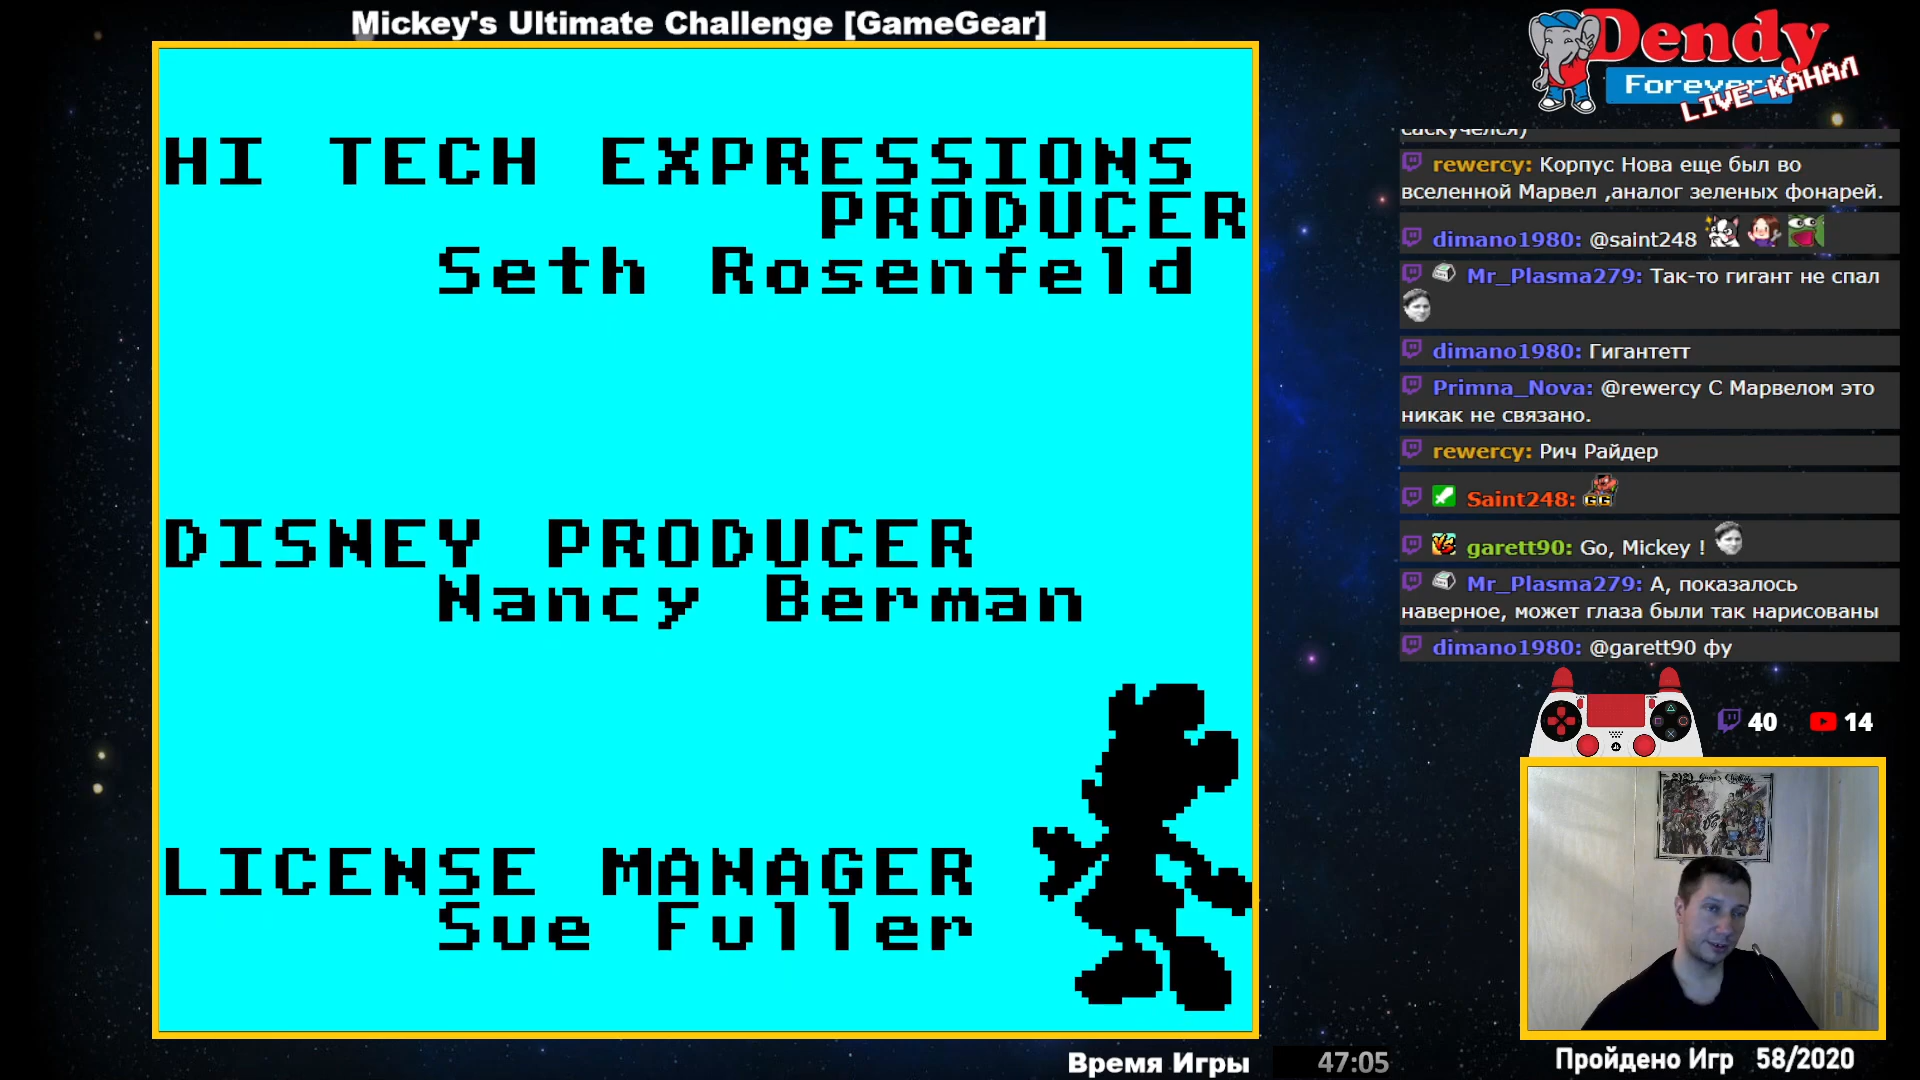 Mickey's Ultimate Challenge [GameGear]
HI TECH EXPRESSIONS
PRODUCER
Seth Rosenfeld
DISNEY PRODUCER
Nancy Berman
LICENSE MANAGER
Sue Fuller
Время Игры 47:05
Dendy
Forever
LIVE-КАНАЛ
саскучелся)
rewercy: Корпус Нова еще был во
вселенной Марвел ,аналог зеленых фонарей.
dimano1980: @saint248
Mr_Plasma279: Так-то гигант не спал
dimano1980: Гигантетт
Primna_Nova: @rewercy С Марвелом это
никак не связано.
rewercy: Рич Райдер
Saint248:
GG
garett90: Go, Mickey !
Mr_Plasma279: А, показалось
наверное, может глаза были так нарисованы
dimano1980: @garett90 фу
40 14
Пройдено Игр 58/2020